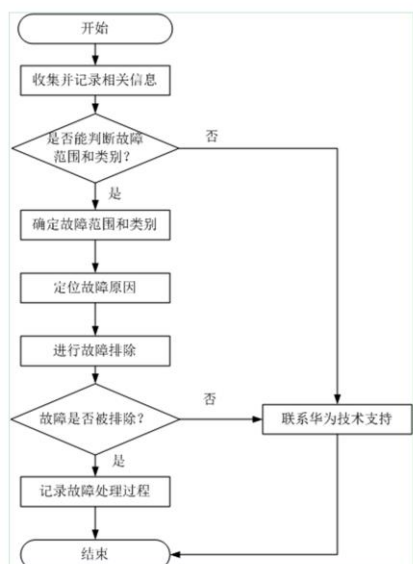 开始
收集并记录相关信息
是否能判断故障
范围和类别?
否
是
确定故障范围和类别
定位故障原因
进行故障排除
故障是否被排除?
否
联系华为技术支持
是
记录故障处理过程
结束